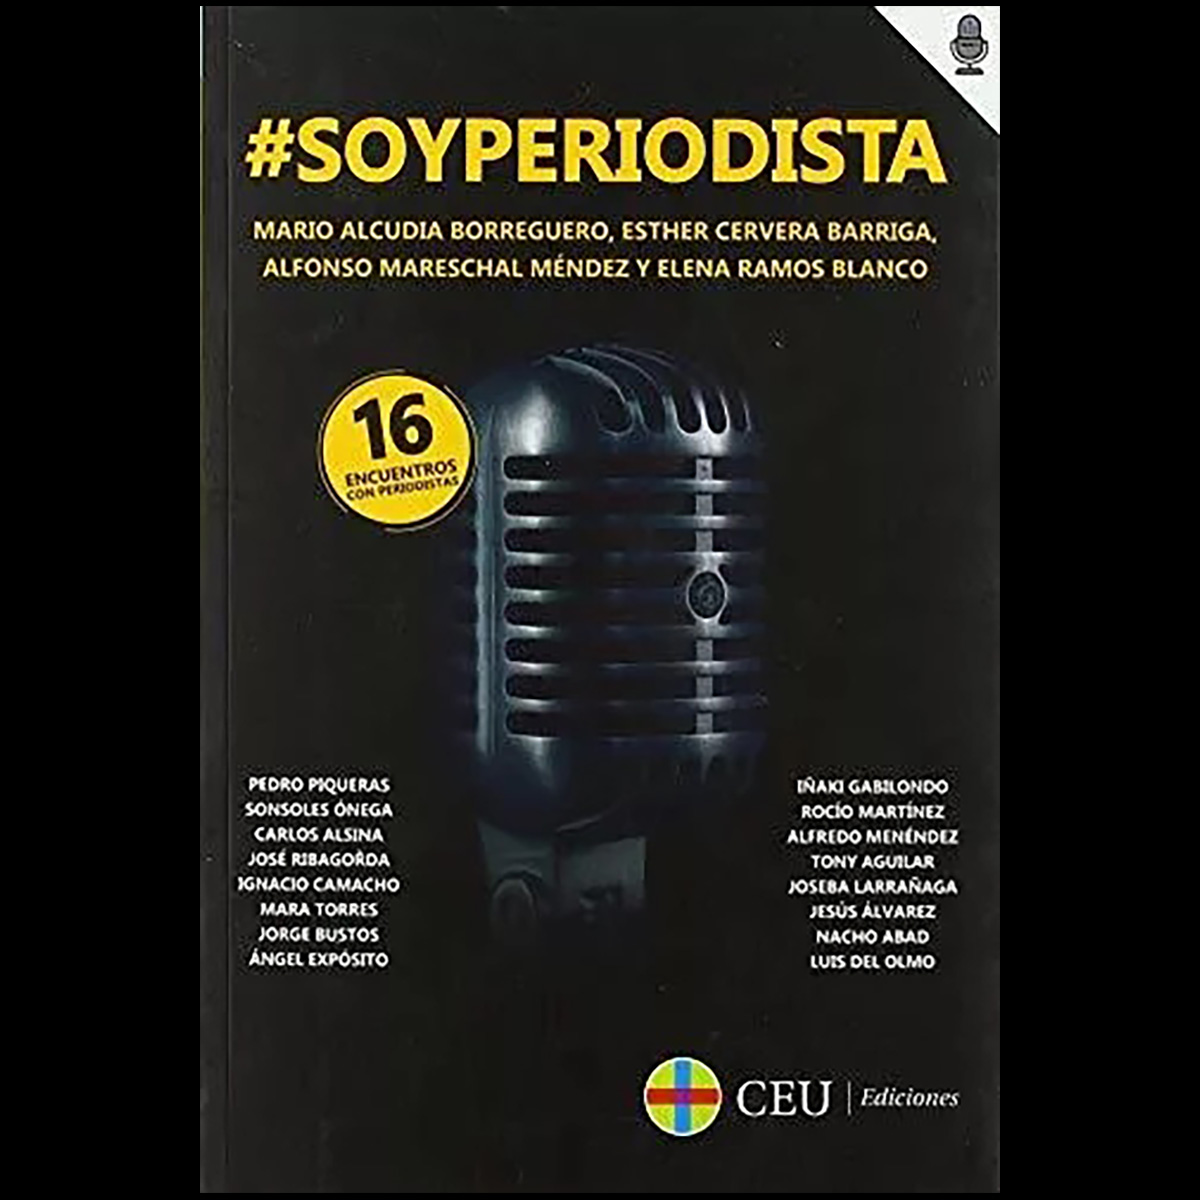 #SOYPERIODISTA
MARIO ALCUDIA BORREGUERO, ESTHER CERVERA BARRIGA,
ALFONSO MARESCHAL MÉNDEZ Y ELENA RAMOS BLANCO
16
ENCUENTROS
CON PERIODISTAS
PEDRO PIQUERAS
SONSOLES ÓNEGA
CARLOS ALSINA
JOSÉ RIBAGORDA
IGNACIO CAMACHO
MARA TORRES
JORGE BUSTOS
ÁNGEL EXPÓSITO
IÑAKI GABILONDO
ROCÍO MARTÍNEZ
ALFREDO MENÉNDEZ
TONY AGUILAR
JOSEBA LARRAÑAGA
JESÚS ÁLVAREZ
NACHO ABAD
LUIS DEL OLMO
CEU | Ediciones